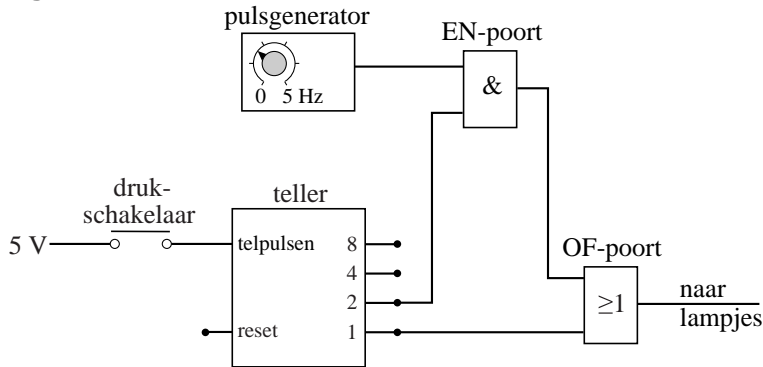 pulsgenerator
EN-poort
&
0 5 Hz
druk-
schakelaar
teller
5 V
telpulsen
8
4
2
1
reset
OF-poort
≥1
naar
lampjes